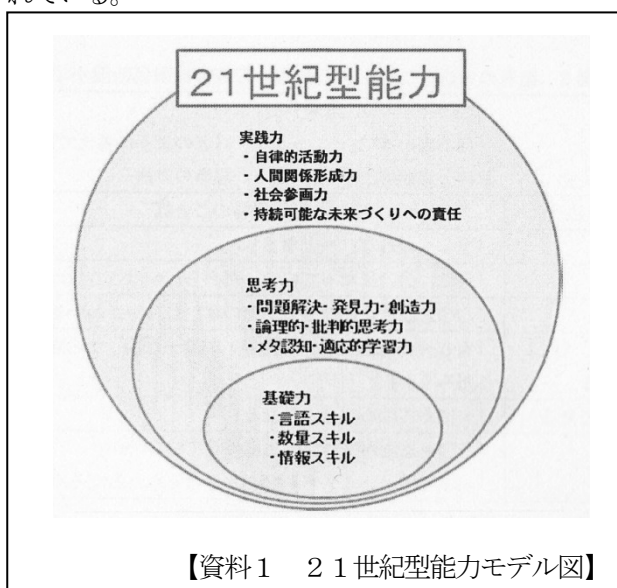 れている。
21世紀型能力
実践力
・自律的活動力
・人間関係形成力
・社会参画力
・持続可能な未来づくりへの責任
思考力
・問題解決・発見力・創造力
・論理的・批判的思考力
・メタ認知・適応的学習力
基礎力
・言語スキル
・数量スキル
・情報スキル
【資料1　21世紀型能力モデル図】